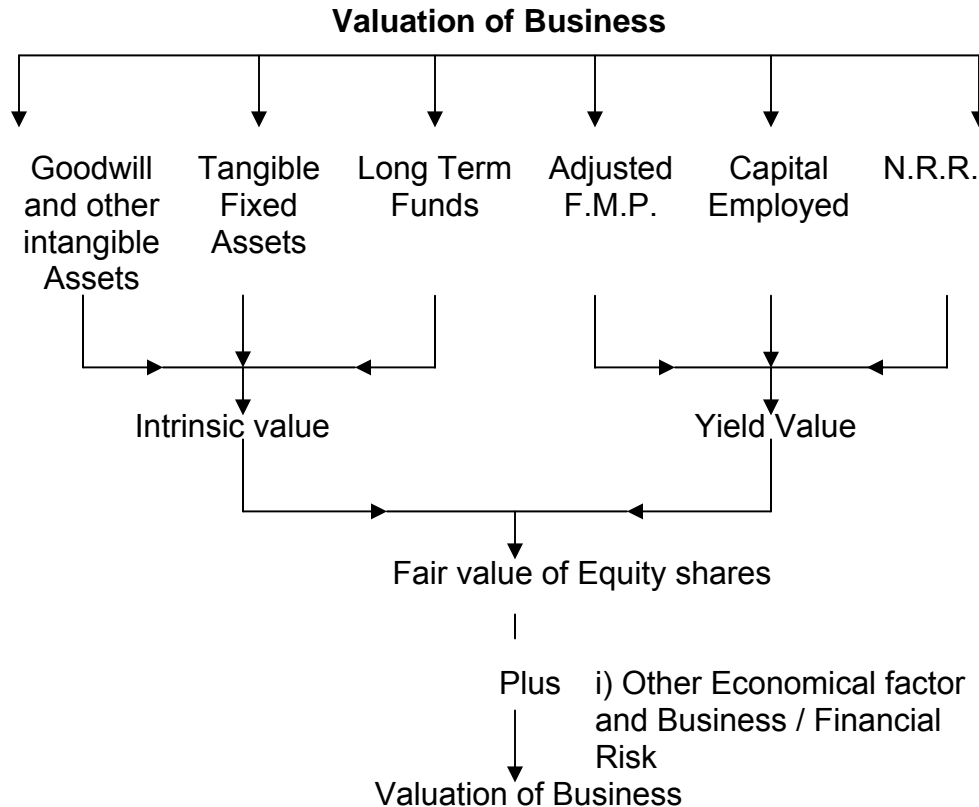 Valuation of Business
Goodwill
and other
intangible
Assets
Tangible
Fixed
Assets
Long Term
Funds
Adjusted
F.M.P.
Capital
Employed
N.R.R.
Intrinsic value
Yield Value
Fair value of Equity shares
Plus i) Other Economical factor
and Business / Financial
Risk
Valuation of Business